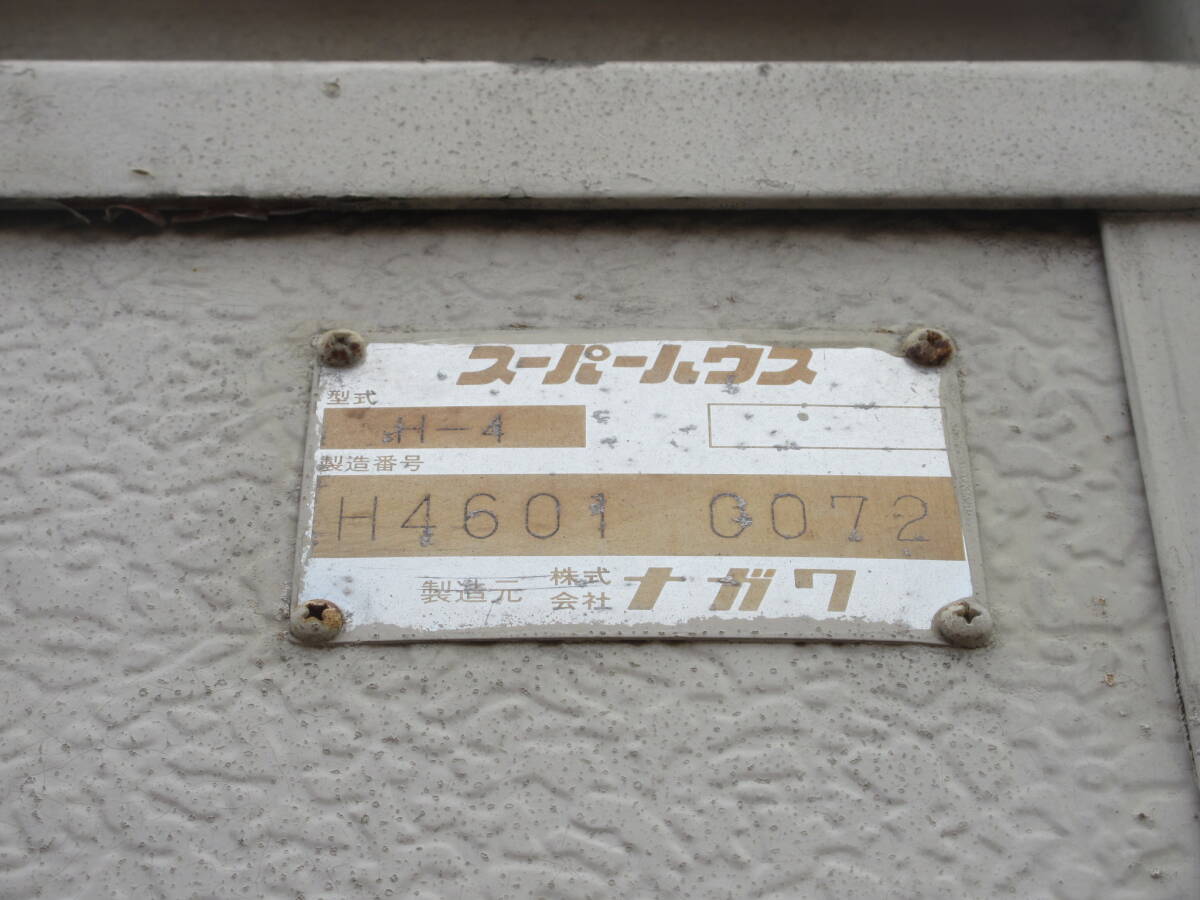 スーパーハウス
型式
H-4
製造番号
H4601 0072
製造元 株式会社 ナガワ